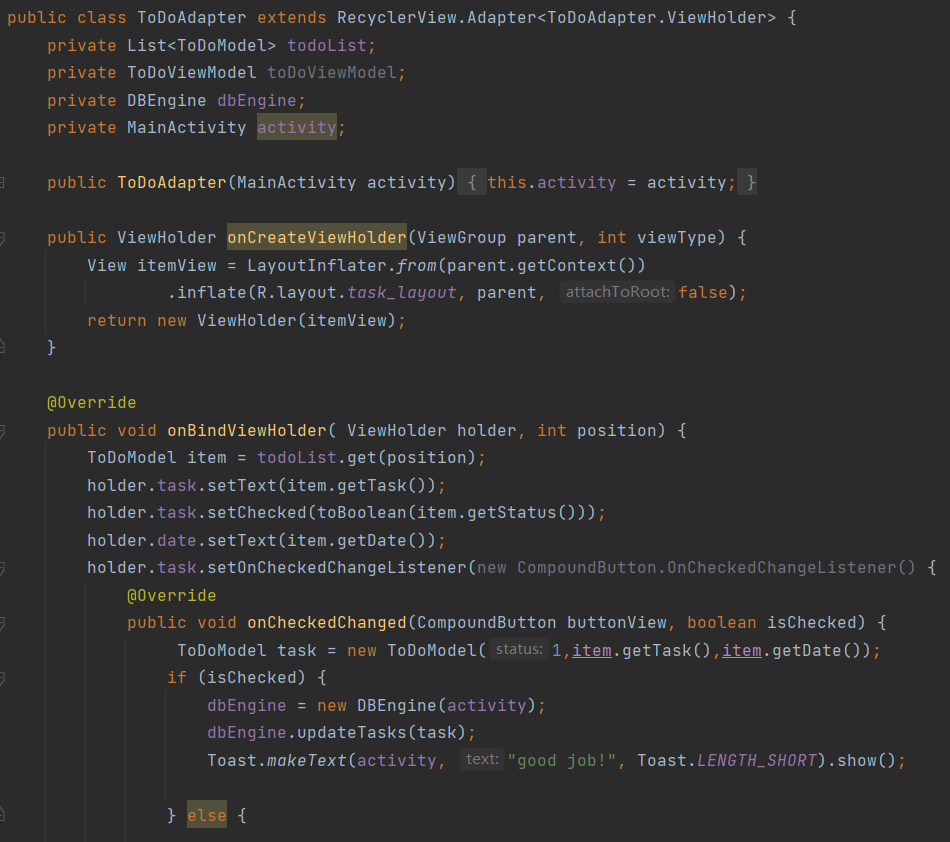 public class ToDoAdapter extends RecyclerView.Adapter<ToDoAdapter.ViewHolder> {
    private List<ToDoModel> todoList;
    private ToDoViewModel toDoViewModel;
    private DBEngine dbEngine;
    private MainActivity activity;

    public ToDoAdapter(MainActivity activity) { this.activity = activity; }

    public ViewHolder onCreateViewHolder(ViewGroup parent, int viewType) {
        View itemView = LayoutInflater.from(parent.getContext())
                .inflate(R.layout.task_layout, parent, attachToRoot: false);
        return new ViewHolder(itemView);
    }

    @Override
    public void onBindViewHolder( ViewHolder holder, int position) {
        ToDoModel item = todoList.get(position);
        holder.task.setText(item.getTask());
        holder.task.setChecked(toBoolean(item.getStatus()));
        holder.date.setText(item.getDate());
        holder.task.setOnCheckedChangeListener(new CompoundButton.OnCheckedChangeListener() {
            @Override
            public void onCheckedChanged(CompoundButton buttonView, boolean isChecked) {
                 ToDoModel task = new ToDoModel( status: 1,item.getTask(),item.getDate());
                if (isChecked) {
                    dbEngine = new DBEngine(activity);
                    dbEngine.updateTasks(task);
                    Toast.makeText(activity, text: "good job!", Toast.LENGTH_SHORT).show();

                } else {